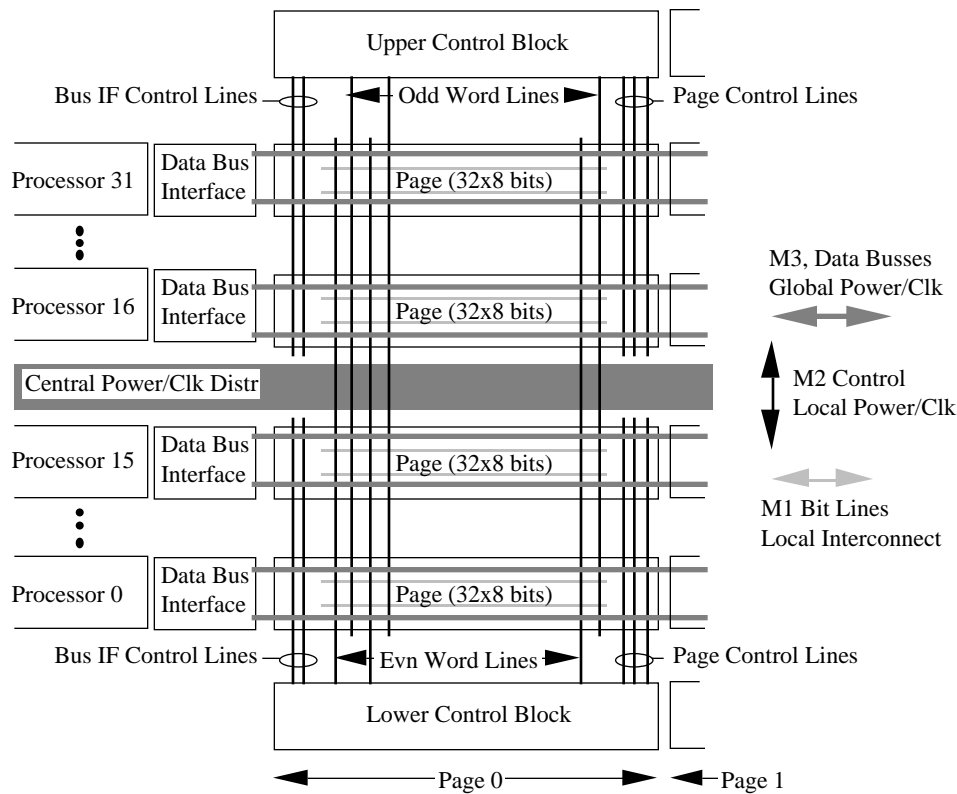 Upper Control Block
Bus IF Control Lines
Odd Word Lines
Page Control Lines
Processor 31
Data Bus
Interface
Page (32x8 bits)
Processor 16
Data Bus
Interface
Page (32x8 bits)
M3, Data Busses
Global Power/Clk
Central Power/Clk Distr
M2 Control
Local Power/Clk
Processor 15
Data Bus
Interface
Page (32x8 bits)
M1 Bit Lines
Local Interconnect
Processor 0
Data Bus
Interface
Page (32x8 bits)
Bus IF Control Lines
Evn Word Lines
Page Control Lines
Lower Control Block
Page 0
Page 1